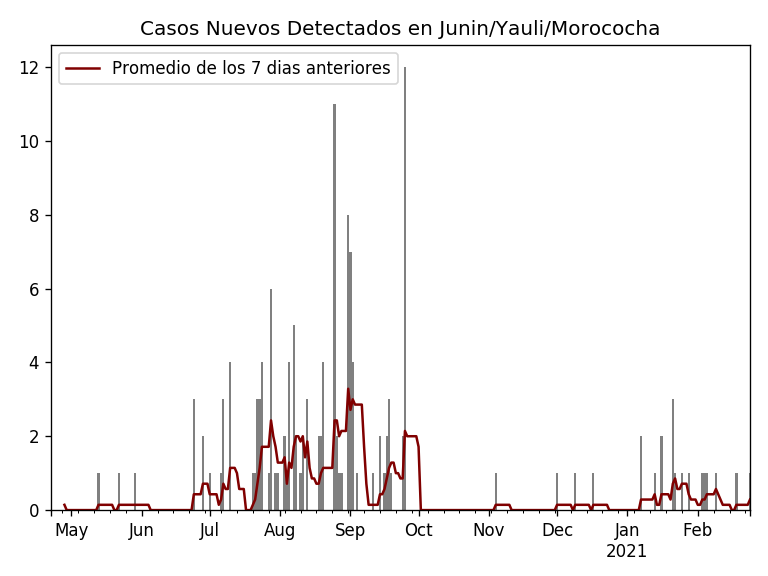 Casos Nuevos Detectados en Junin/Yauli/Morococha
Promedio de los 7 dias anteriores
12
10
8
6
4
2
0
May Jun Jul Aug Sep Oct Nov Dec Jan Feb
2021